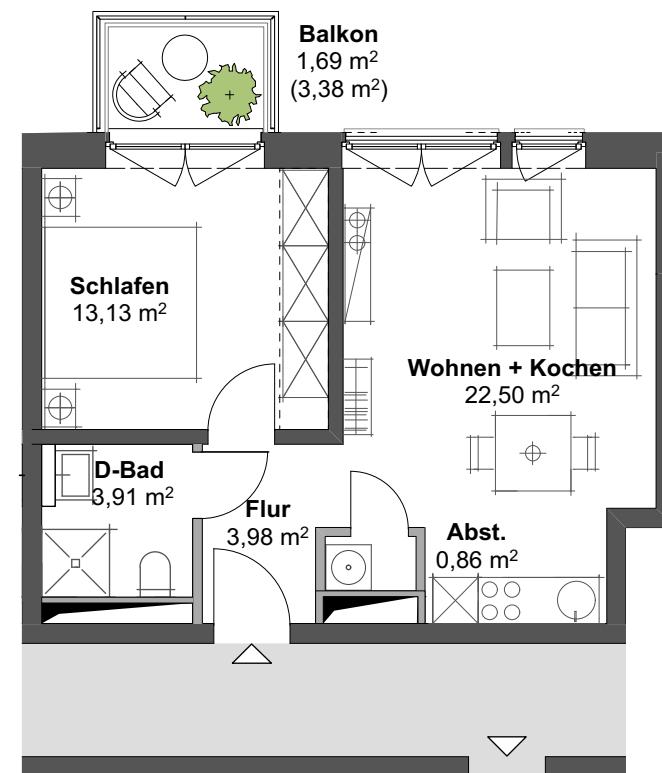 Balkon
1,69 m²
(3,38 m²)
Schlafen
13,13 m²
Wohnen + Kochen
22,50 m²
D-Bad
3,91 m²
Flur
3,98 m²
Abst.
0,86 m²